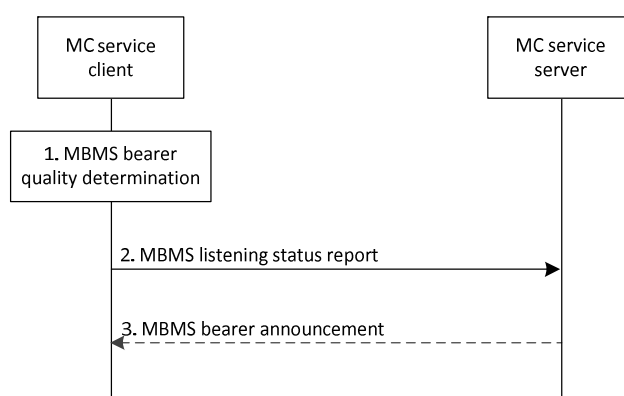 MC service
client
MC service
server
1. MBMS bearer
quality determination
2. MBMS listening status report
3. MBMS bearer announcement